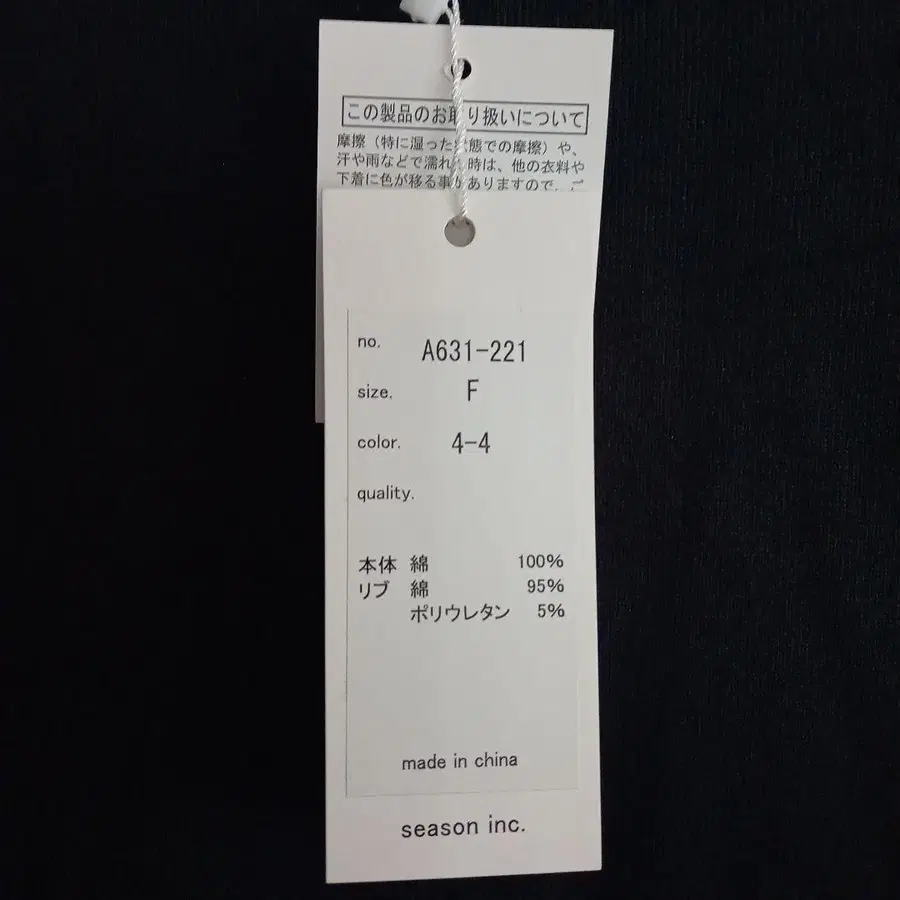 この製品のお取り扱いについて
摩擦（特に湿った状態での摩擦）や、
汗や雨などで濡れた時は、他の衣料や
下着に色が移る事がありますので、ご
no. A631-221
size. F
color. 4-4
quality.
本体 綿 100%
リブ 綿 95%
ポリウレタン 5%
made in china
season inc.